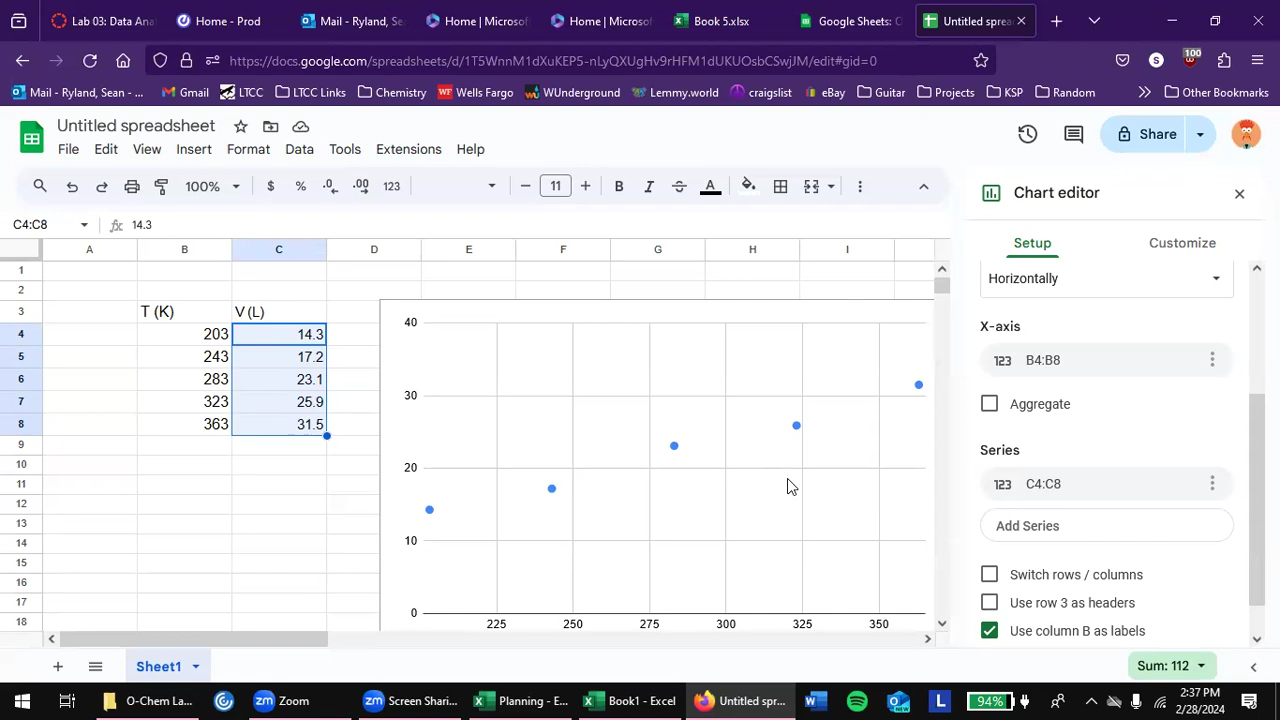 Lab 03: Data Anal
Home - Prod
Mail - Ryland, Se
Home | Microsof
Home | Microsof
Book 5.xlsx
Google Sheets: C
Untitled spread
https://docs.google.com/spreadsheets/d/1T5WnnM1dXuKEP5-nLyQXUgHv9rHFM1dUKUOsbCSwjJM/edit#gid=0
100
Mail - Ryland, Sean - ...
Gmail
LTCC
LTCC Links
Chemistry
Wells Fargo
WUnderground
Lemmy.world
craigslist
eBay
Guitar
Projects
KSP
Random
Other Bookmarks
Untitled spreadsheet
File Edit View Insert Format Data Tools Extensions Help
Share
100% $ % .0 .00 123 11 B I S A
C4:C8 fx 14.3
Chart editor
Setup Customize
A B C D E F G H I
1
2
3 T (K) V (L)
4 203 14.3
5 243 17.2
6 283 23.1
7 323 25.9
8 363 31.5
9
10
11
12
13
14
15
16
17
18
40
30
20
10
0
225 250 275 300 325 350
Horizontally
X-axis
123 B4:B8
Aggregate
Series
123 C4:C8
Add Series
Switch rows / columns
Use row 3 as headers
Use column B as labels
Sheet1
Sum: 112
O-Chem La...
Zoom
Screen Shari...
Planning - E...
Book1 - Excel
Untitled spr...
94%
2:37 PM
2/28/2024